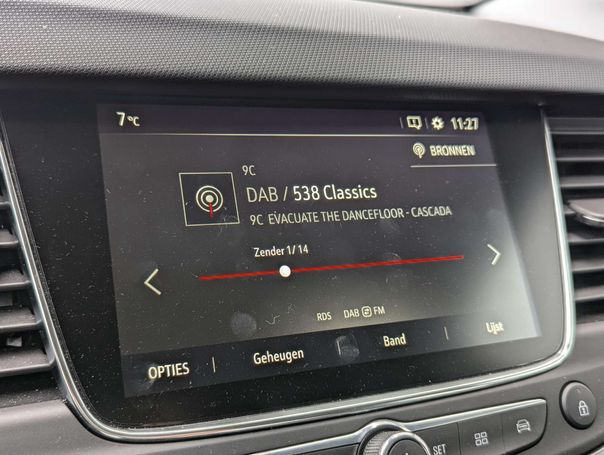 7°C
11:27
BRONNEN
9C
DAB / 538 Classics
9C EVACUATE THE DANCEFLOOR - CASCADA
Zender 1/ 14
RDS DAB FM
OPTIES Geheugen Band Lijst
SET